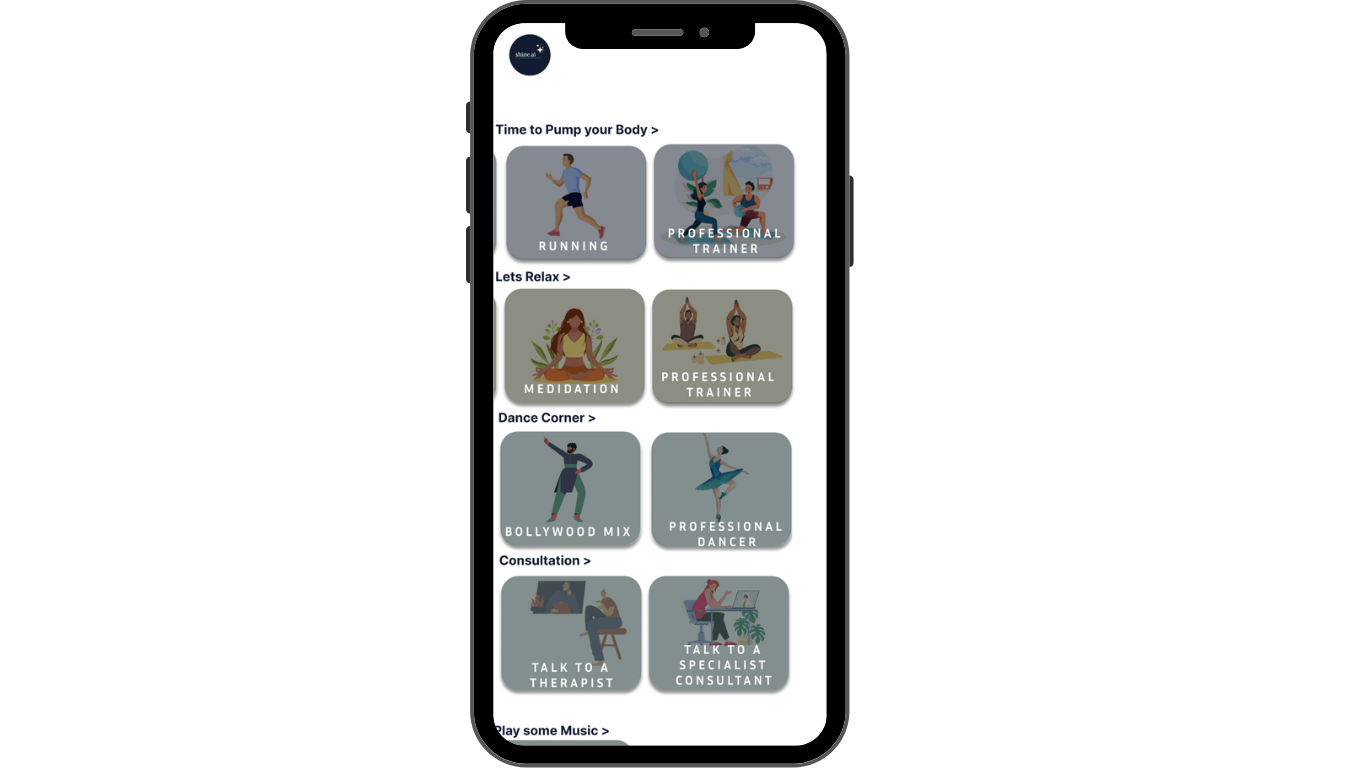 shine.ai
Time to Pump your Body >
RUNNING
PROFESSIONAL
TRAINER
Lets Relax >
MEDIDATION
PROFESSIONAL
TRAINER
Dance Corner >
BOLLYWOOD MIX
PROFESSIONAL
DANCER
Consultation >
TALK TO A
THERAPIST
TALK TO A
SPECIALIST
CONSULTANT
Play some Music >